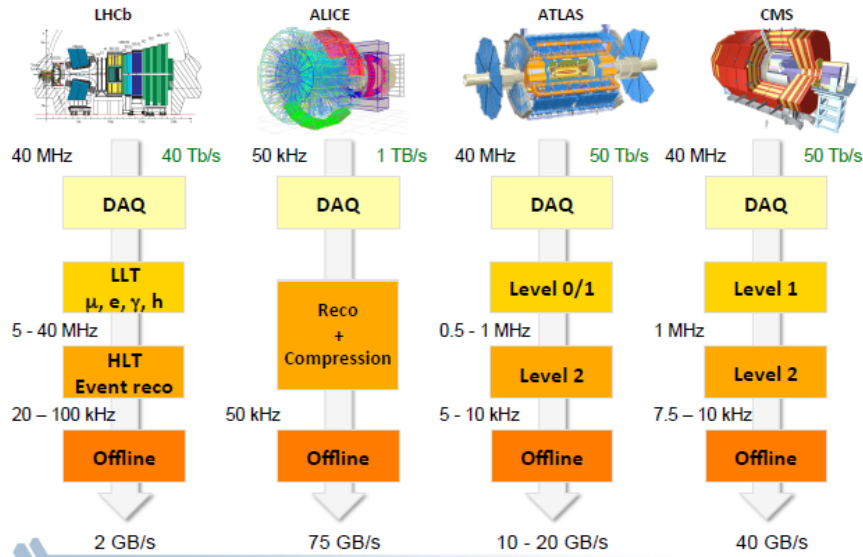 LHCb
ALICE
ATLAS
CMS
40 MHz
40 Tb/s
50 kHz
1 TB/s
40 MHz
50 Tb/s
40 MHz
50 Tb/s
DAQ
DAQ
DAQ
DAQ
LLT
μ, e, γ, h
Reco
+
Compression
Level 0/1
Level 1
5 - 40 MHz
0.5 - 1 MHz
1 MHz
HLT
Event reco
Level 2
Level 2
20 – 100 kHz
50 kHz
5 - 10 kHz
7.5 – 10 kHz
Offline
Offline
Offline
Offline
2 GB/s
75 GB/s
10 - 20 GB/s
40 GB/s